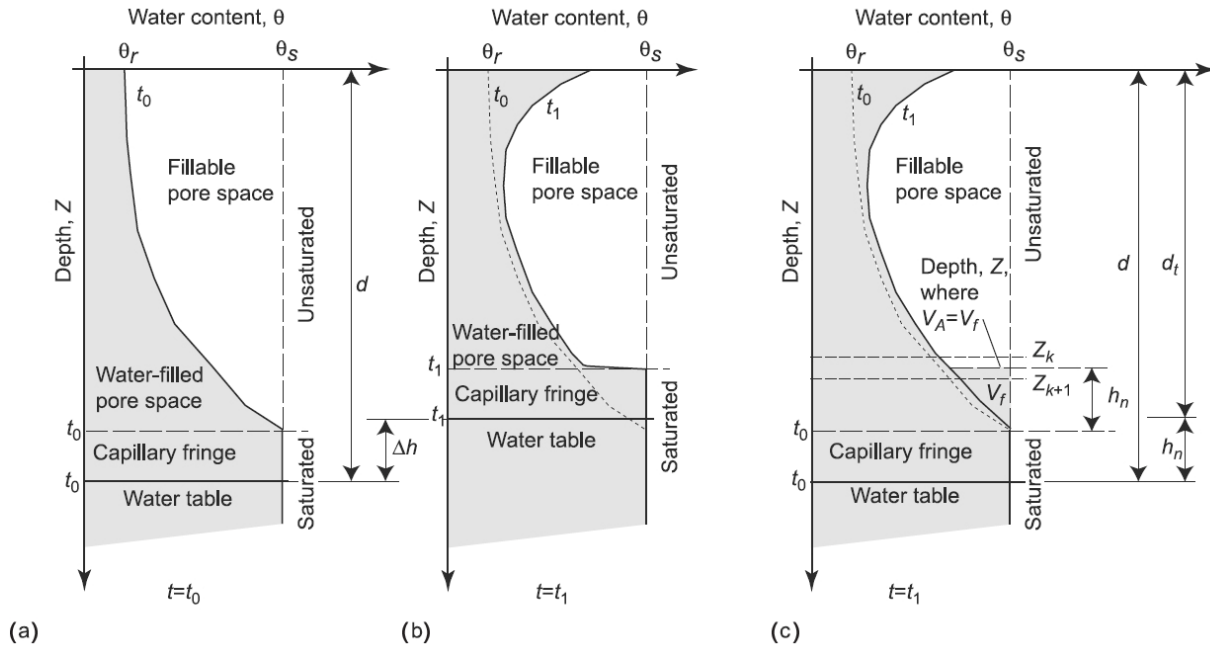 Water content, θ
θr
θs
t0
Fillable
pore space
Depth, Z
Unsaturated
d
Water-filled
pore space
t0
Capillary fringe
t0
Water table
Saturated
Δh
t=t0
(a)
Water content, θ
θr
θs
t0
t1
Fillable
pore space
Depth, Z
Unsaturated
Water-filled
pore space
t1
Capillary fringe
t1
Water table
Saturated
t=t1
(b)
Water content, θ
θr
θs
t0
t1
Fillable
pore space
Depth, Z
Unsaturated
d
dt
Depth, Z,
where
VA=Vf
Zk
Zk+1
Vf
hn
t0
Capillary fringe
hn
t0
Water table
Saturated
t=t1
(c)